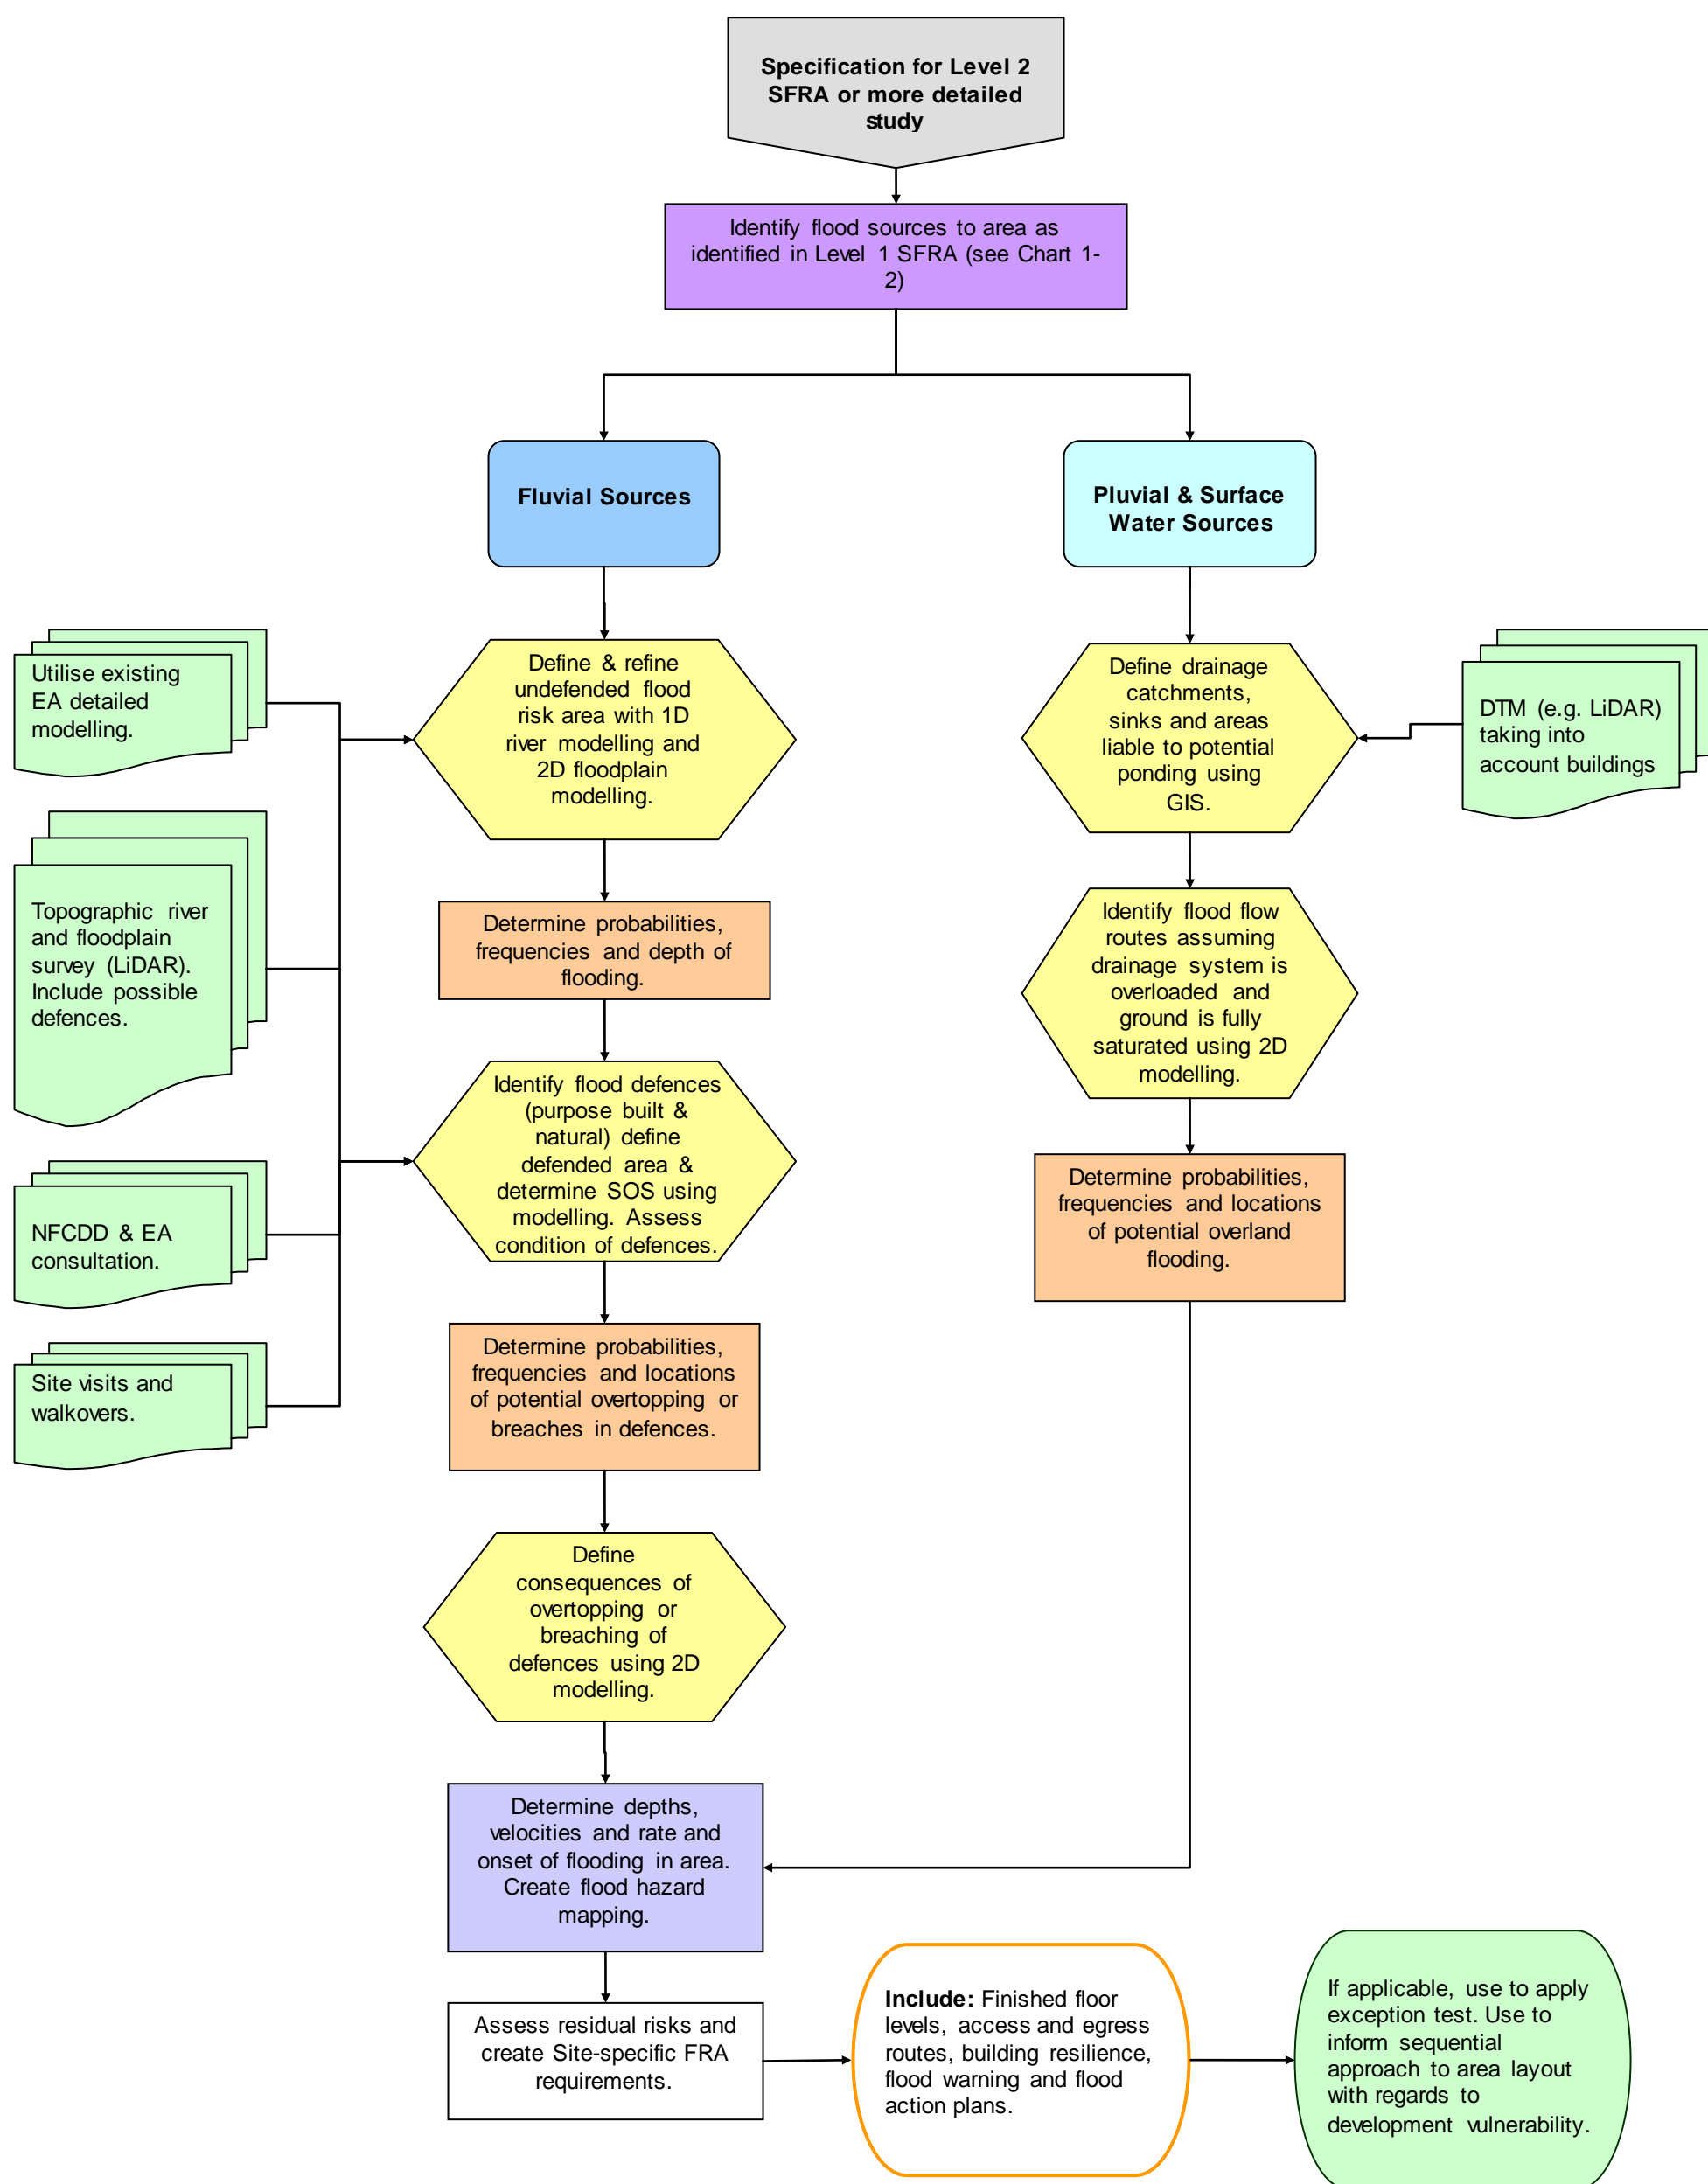 Specification for Level 2
SFRA or more detailed
study
Identify flood sources to area as
identified in Level 1 SFRA (see Chart 1-
2)
Fluvial Sources
Pluvial & Surface
Water Sources
Utilise existing
EA detailed
modelling.
Define & refine
undefended flood
risk area with 1D
river modelling and
2D floodplain
modelling.
Define drainage
catchments,
sinks and areas
liable to potential
ponding using
GIS.
DTM (e.g. LiDAR)
taking into
account buildings
Topographic river
and floodplain
survey (LiDAR).
Include possible
defences.
Determine probabilities,
frequencies and depth of
flooding.
Identify flood flow
routes assuming
drainage system is
overloaded and
ground is fully
saturated using 2D
modelling.
Identify flood defences
(purpose built &
natural) define
defended area &
determine SOS using
modelling. Assess
condition of defences.
NFCDD & EA
consultation.
Determine probabilities,
frequencies and locations
of potential overland
flooding.
Site visits and
walkovers.
Determine probabilities,
frequencies and locations
of potential overtopping or
breaches in defences.
Define
consequences of
overtopping or
breaching of
defences using 2D
modelling.
Determine depths,
velocities and rate and
onset of flooding in area.
Create flood hazard
mapping.
Assess residual risks and
create Site-specific FRA
requirements.
Include: Finished floor
levels, access and egress
routes, building resilience,
flood warning and flood
action plans.
If applicable, use to apply
exception test. Use to
inform sequential
approach to area layout
with regards to
development vulnerability.